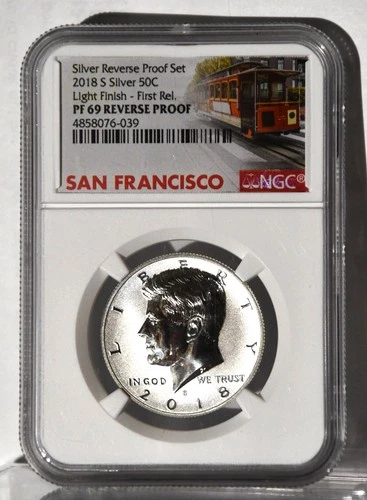 Silver Reverse Proof Set
2018 S Silver 50C
Light Finish - First Rel.
PF 69 REVERSE PROOF
4858076-039
SAN FRANCISCO NGC®
LIBERTY
IN GOD WE TRUST
S
2018